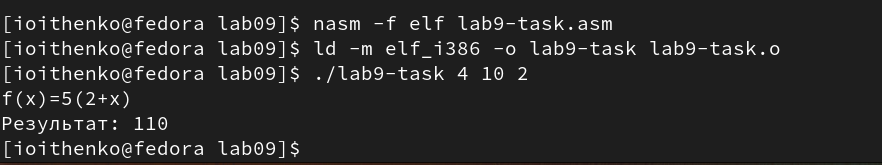 [ioithenko@fedora lab09]$ nasm -f elf lab9-task.asm
[ioithenko@fedora lab09]$ ld -m elf_i386 -o lab9-task lab9-task.o
[ioithenko@fedora lab09]$ ./lab9-task 4 10 2
f(x)=5(2+x)
Результат: 110
[ioithenko@fedora lab09]$